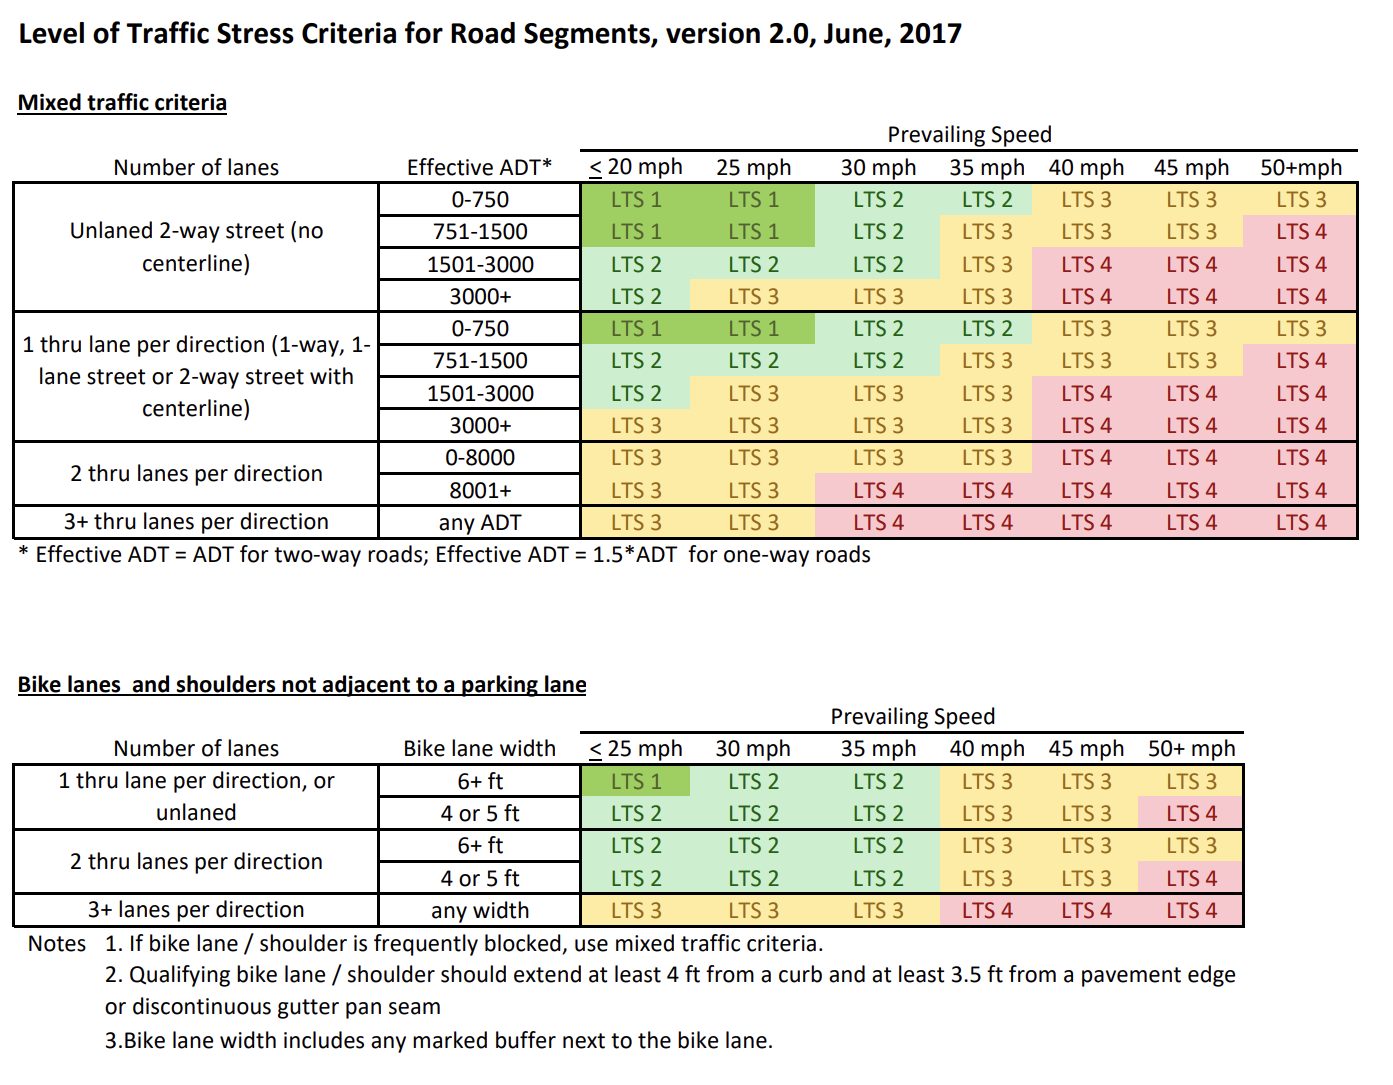 Level of Traffic Stress Criteria for Road Segments, version 2.0, June, 2017
Mixed traffic criteria
Prevailing Speed
Number of lanes Effective ADT* ≤ 20 mph 25 mph 30 mph 35 mph 40 mph 45 mph 50+mph
Unlaned 2-way street (no
centerline)
0-750 LTS 1 LTS 1 LTS 2 LTS 2 LTS 3 LTS 3 LTS 3
751-1500 LTS 1 LTS 1 LTS 2 LTS 3 LTS 3 LTS 3 LTS 4
1501-3000 LTS 2 LTS 2 LTS 2 LTS 3 LTS 4 LTS 4 LTS 4
3000+ LTS 2 LTS 3 LTS 3 LTS 3 LTS 4 LTS 4 LTS 4
1 thru lane per direction (1-way, 1-
lane street or 2-way street with
centerline)
0-750 LTS 1 LTS 1 LTS 2 LTS 2 LTS 3 LTS 3 LTS 3
751-1500 LTS 2 LTS 2 LTS 2 LTS 3 LTS 3 LTS 3 LTS 4
1501-3000 LTS 2 LTS 3 LTS 3 LTS 3 LTS 4 LTS 4 LTS 4
3000+ LTS 3 LTS 3 LTS 3 LTS 3 LTS 4 LTS 4 LTS 4
2 thru lanes per direction
0-8000 LTS 3 LTS 3 LTS 3 LTS 3 LTS 4 LTS 4 LTS 4
8001+ LTS 3 LTS 3 LTS 4 LTS 4 LTS 4 LTS 4 LTS 4
3+ thru lanes per direction any ADT LTS 3 LTS 3 LTS 4 LTS 4 LTS 4 LTS 4 LTS 4
* Effective ADT = ADT for two-way roads; Effective ADT = 1.5*ADT for one-way roads
Bike lanes and shoulders not adjacent to a parking lane
Prevailing Speed
Number of lanes Bike lane width ≤ 25 mph 30 mph 35 mph 40 mph 45 mph 50+ mph
1 thru lane per direction, or
unlaned
6+ ft LTS 1 LTS 2 LTS 2 LTS 3 LTS 3 LTS 3
4 or 5 ft LTS 2 LTS 2 LTS 2 LTS 3 LTS 3 LTS 4
2 thru lanes per direction
6+ ft LTS 2 LTS 2 LTS 2 LTS 3 LTS 3 LTS 3
4 or 5 ft LTS 2 LTS 2 LTS 2 LTS 3 LTS 3 LTS 4
3+ lanes per direction any width LTS 3 LTS 3 LTS 3 LTS 4 LTS 4 LTS 4
Notes 1. If bike lane / shoulder is frequently blocked, use mixed traffic criteria.
2. Qualifying bike lane / shoulder should extend at least 4 ft from a curb and at least 3.5 ft from a pavement edge
or discontinuous gutter pan seam
3.Bike lane width includes any marked buffer next to the bike lane.